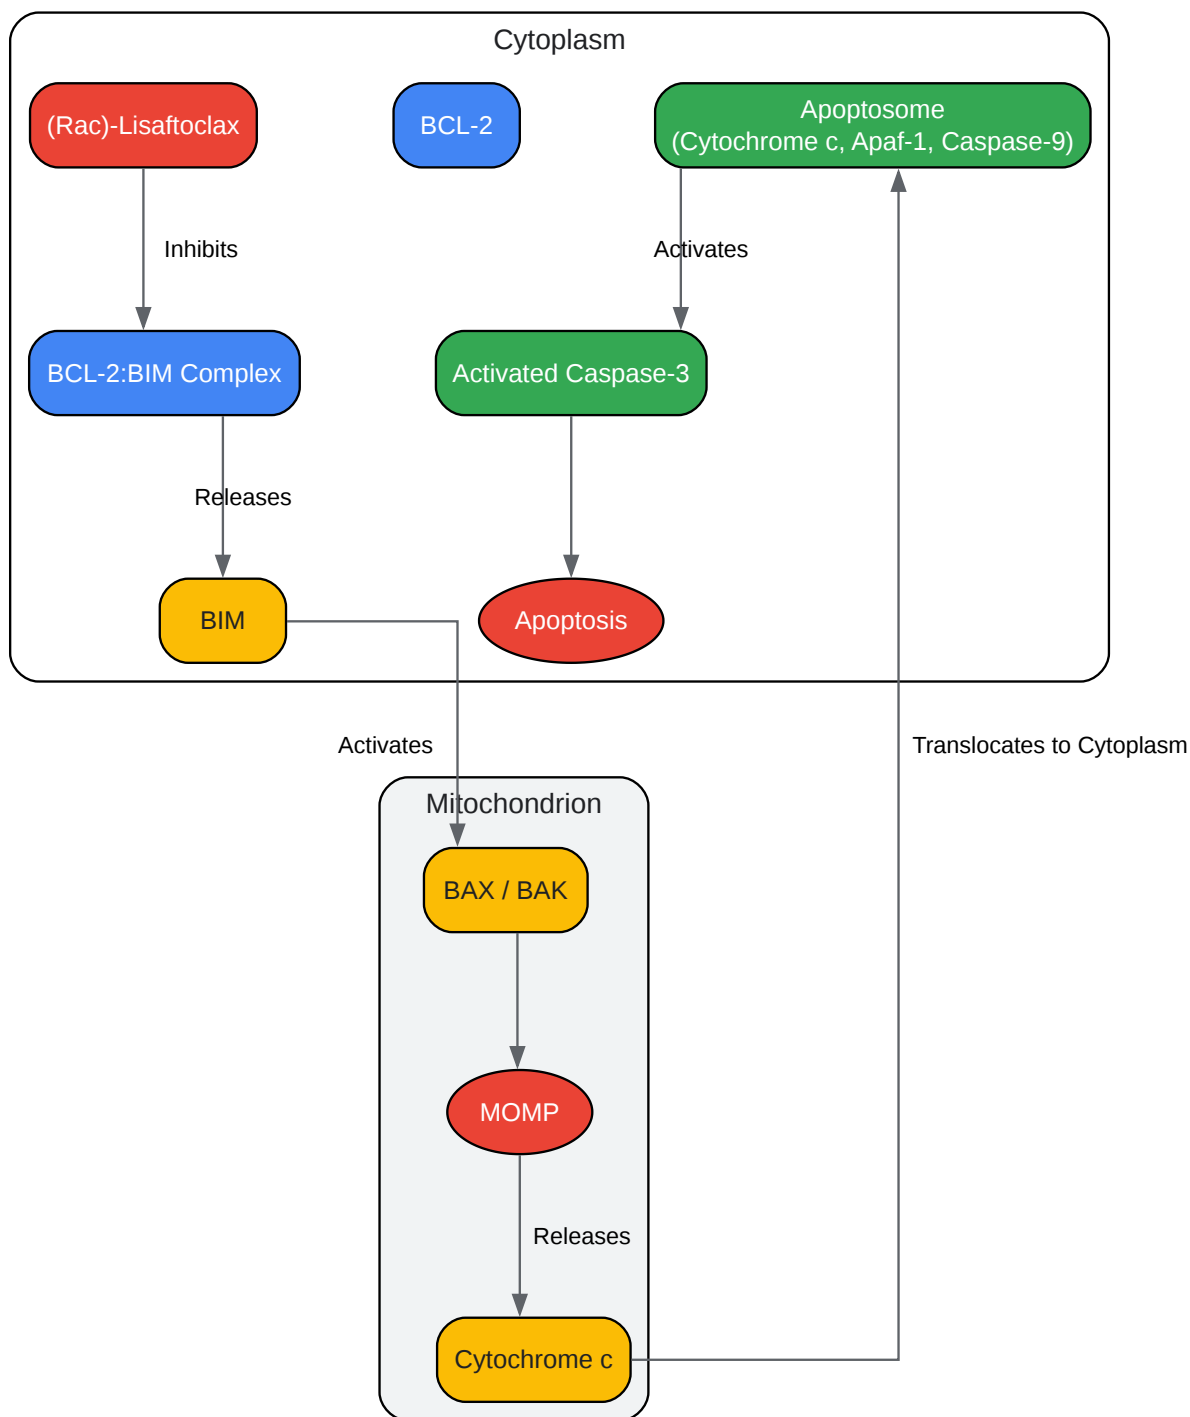 Cytoplasm
(Rac)-Lisaftoclax
BCL-2
Apoptosome
(Cytochrome c, Apaf-1, Caspase-9)
Inhibits
Activates
BCL-2:BIM Complex
Activated Caspase-3
Releases
BIM
Apoptosis
Activates
Translocates to Cytoplasm
Mitochondrion
BAX / BAK
MOMP
Releases
Cytochrome c